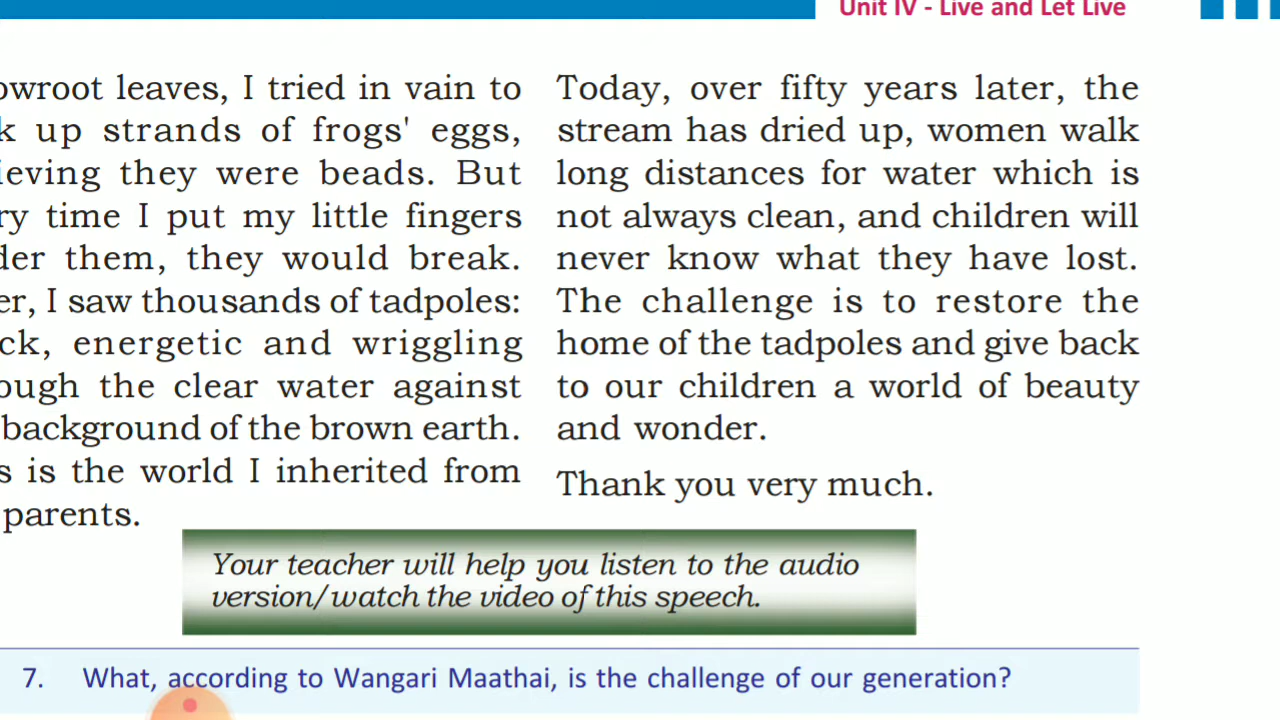 Unit IV - Live and Let Live
owroot leaves, I tried in vain to
k up strands of frogs' eggs,
ieving they were beads. But
ry time I put my little fingers
der them, they would break.
er, I saw thousands of tadpoles:
ck, energetic and wriggling
ough the clear water against
background of the brown earth.
s is the world I inherited from
parents.
Today, over fifty years later, the
stream has dried up, women walk
long distances for water which is
not always clean, and children will
never know what they have lost.
The challenge is to restore the
home of the tadpoles and give back
to our children a world of beauty
and wonder.
Thank you very much.
Your teacher will help you listen to the audio
version/watch the video of this speech.
7. What, according to Wangari Maathai, is the challenge of our generation?